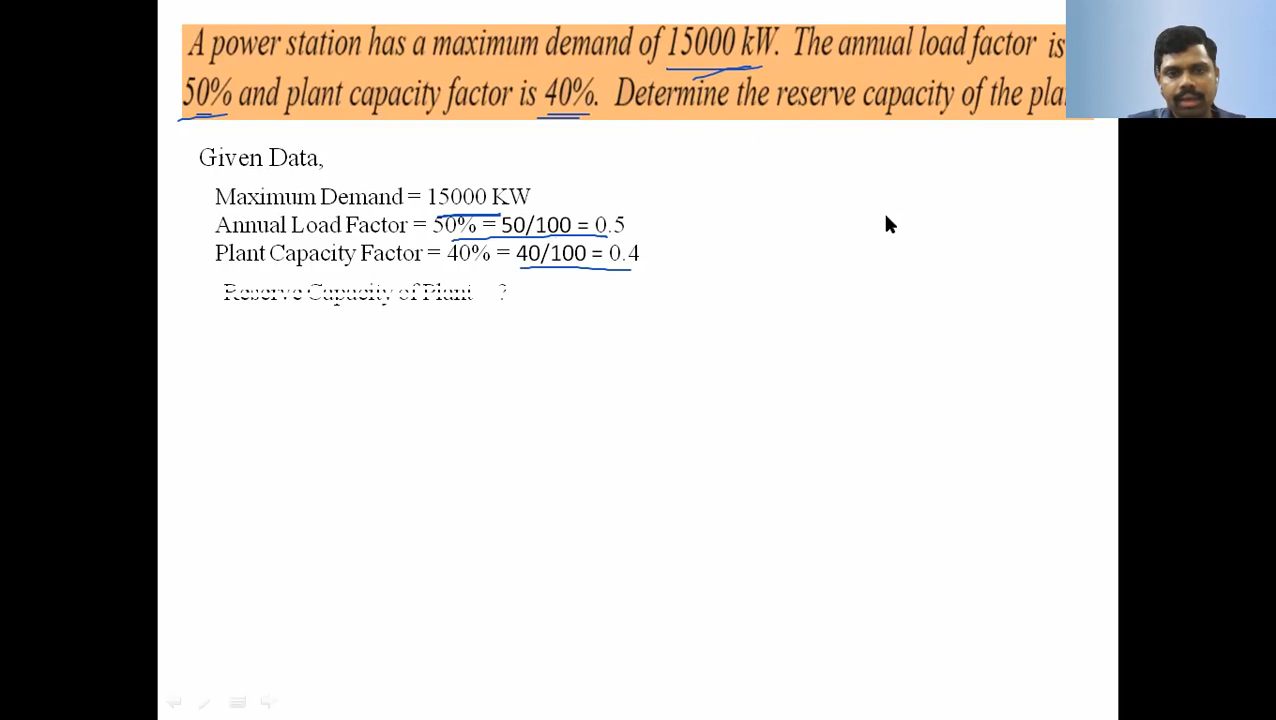 A power station has a maximum demand of 15000 kW. The annual load factor is
50% and plant capacity factor is 40%. Determine the reserve capacity of the
Given Data,
Maximum Demand = 15000 KW
Annual Load Factor = 50% = 50/100 = 0.5
Plant Capacity Factor = 40% = 40/100 = 0.4
Reserve Capacity of Plant = ?